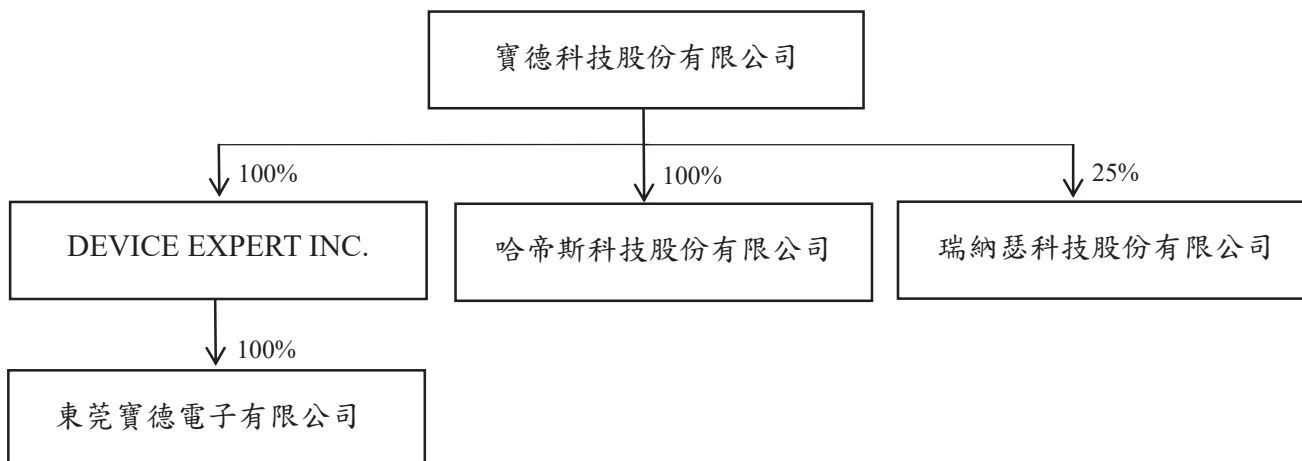 寶德科技股份有限公司
100%
100%
25%
DEVICE EXPERT INC.
哈帝斯科技股份有限公司
瑞納瑟科技股份有限公司
100%
東莞寶德電子有限公司